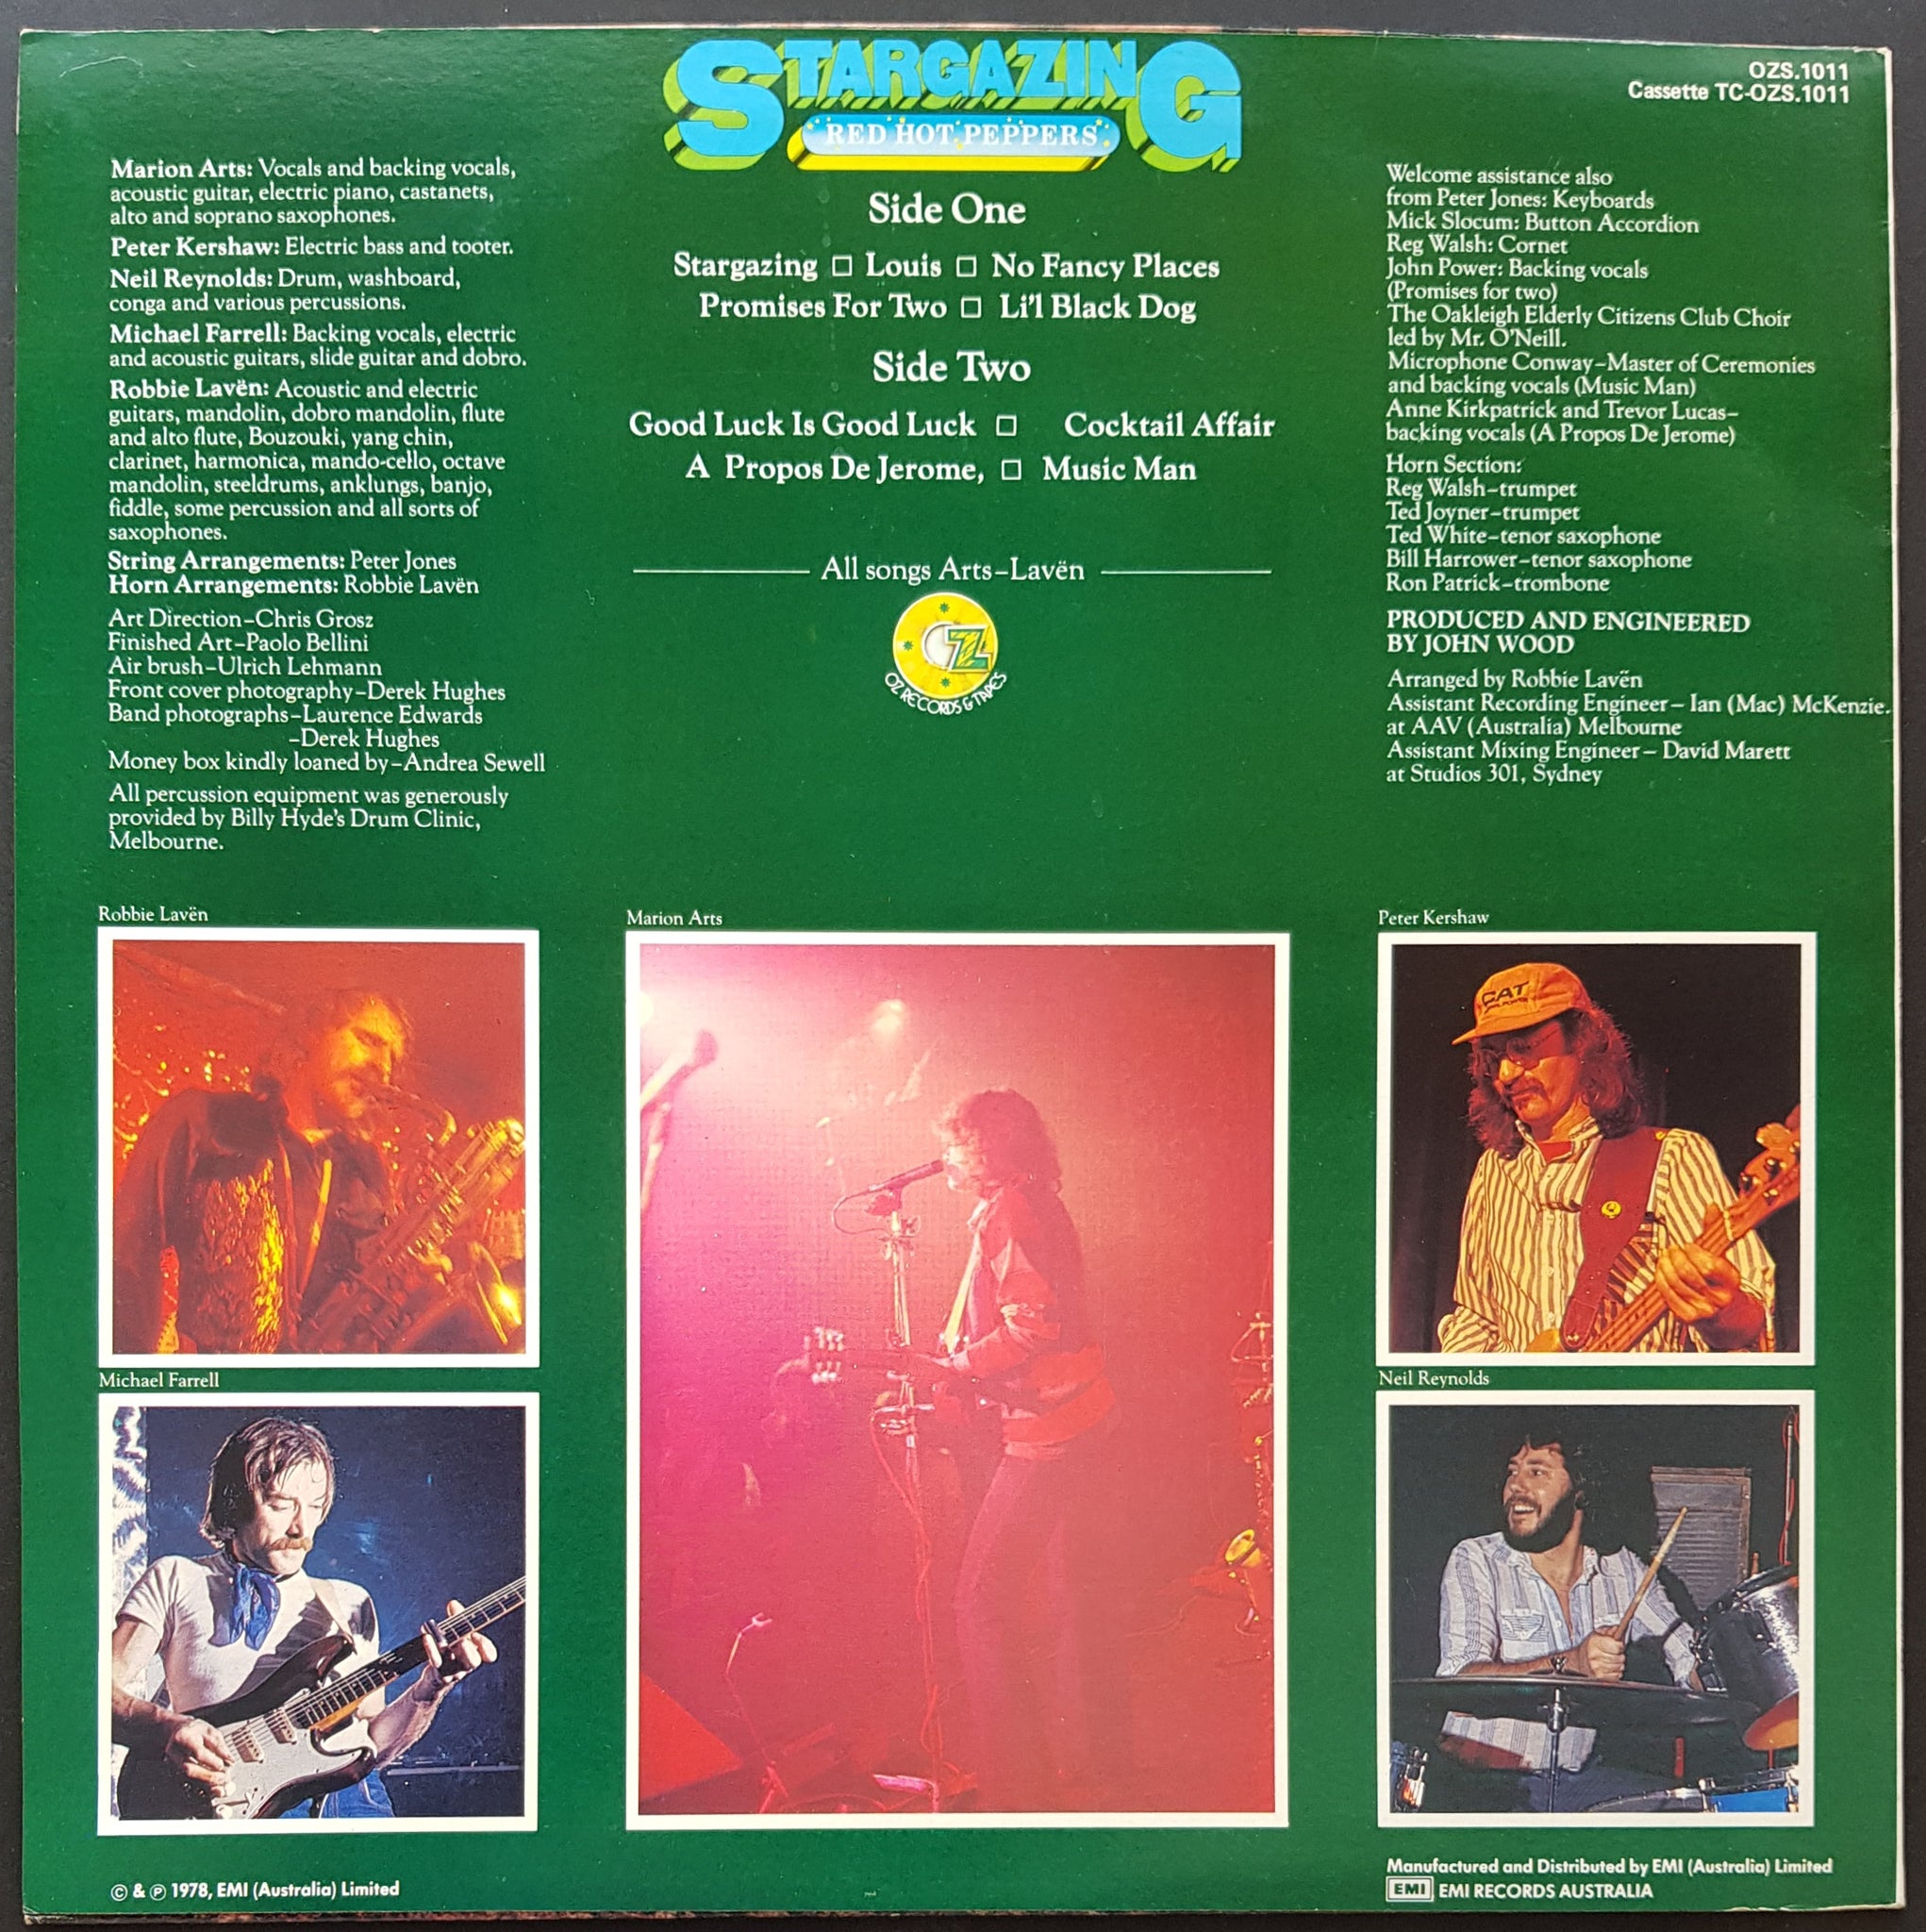 STARGAZING
RED HOT PEPPERS
OZS.1011
Cassette TC-OZS.1011
Marion Arts: Vocals and backing vocals,
acoustic guitar, electric piano, castanets,
alto and soprano saxophones.
Peter Kershaw: Electric bass and tooter.
Neil Reynolds: Drum, washboard,
conga and various percussions.
Michael Farrell: Backing vocals, electric
and acoustic guitars, slide guitar and dobro.
Robbie Lavën: Acoustic and electric
guitars, mandolin, dobro mandolin, flute
and alto flute, Bouzouki, yang chin,
clarinet, harmonica, mando-cello, octave
mandolin, steeldrums, anklungs, banjo,
fiddle, some percussion and all sorts of
saxophones.
String Arrangements: Peter Jones
Horn Arrangements: Robbie Lavën
Art Direction–Chris Grosz
Finished Art–Paolo Bellini
Air brush–Ulrich Lehmann
Front cover photography–Derek Hughes
Band photographs–Laurence Edwards
–Derek Hughes
Money box kindly loaned by–Andrea Sewell
All percussion equipment was generously
provided by Billy Hyde's Drum Clinic,
Melbourne.
Side One
Stargazing □ Louis □ No Fancy Places
Promises For Two □ Li'l Black Dog
Side Two
Good Luck Is Good Luck □ Cocktail Affair
A Propos De Jerome, □ Music Man
All songs Arts–Lavën
OZ
OZ RECORDS & TAPES
Welcome assistance also
from Peter Jones: Keyboards
Mick Slocum: Button Accordion
Reg Walsh: Cornet
John Power: Backing vocals
(Promises for two)
The Oakleigh Elderly Citizens Club Choir
led by Mr. O'Neill.
Microphone Conway–Master of Ceremonies
and backing vocals (Music Man)
Anne Kirkpatrick and Trevor Lucas–
backing vocals (A Propos De Jerome)
Horn Section:
Reg Walsh–trumpet
Ted Joyner–trumpet
Ted White–tenor saxophone
Bill Harrower–tenor saxophone
Ron Patrick–trombone
PRODUCED AND ENGINEERED
BY JOHN WOOD
Arranged by Robbie Lavën
Assistant Recording Engineer– Ian (Mac) McKenzie.
at AAV (Australia) Melbourne
Assistant Mixing Engineer– David Marett
at Studios 301, Sydney
Robbie Lavën
Marion Arts
Peter Kershaw
CAT
Michael Farrell
Neil Reynolds
© & ℗ 1978, EMI (Australia) Limited
Manufactured and Distributed by EMI (Australia) Limited
EMI EMI RECORDS AUSTRALIA